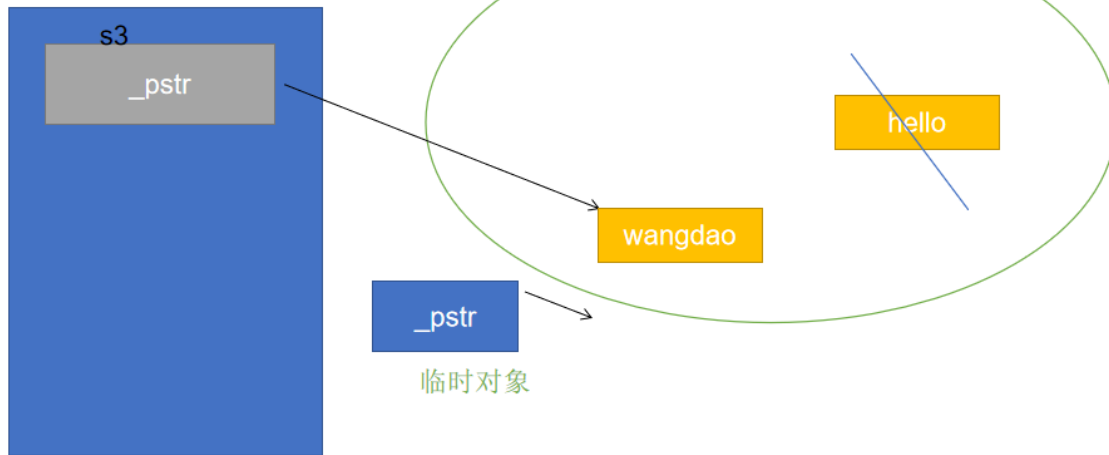 s3
_pstr
hello
wangdao
_pstr
临时对象